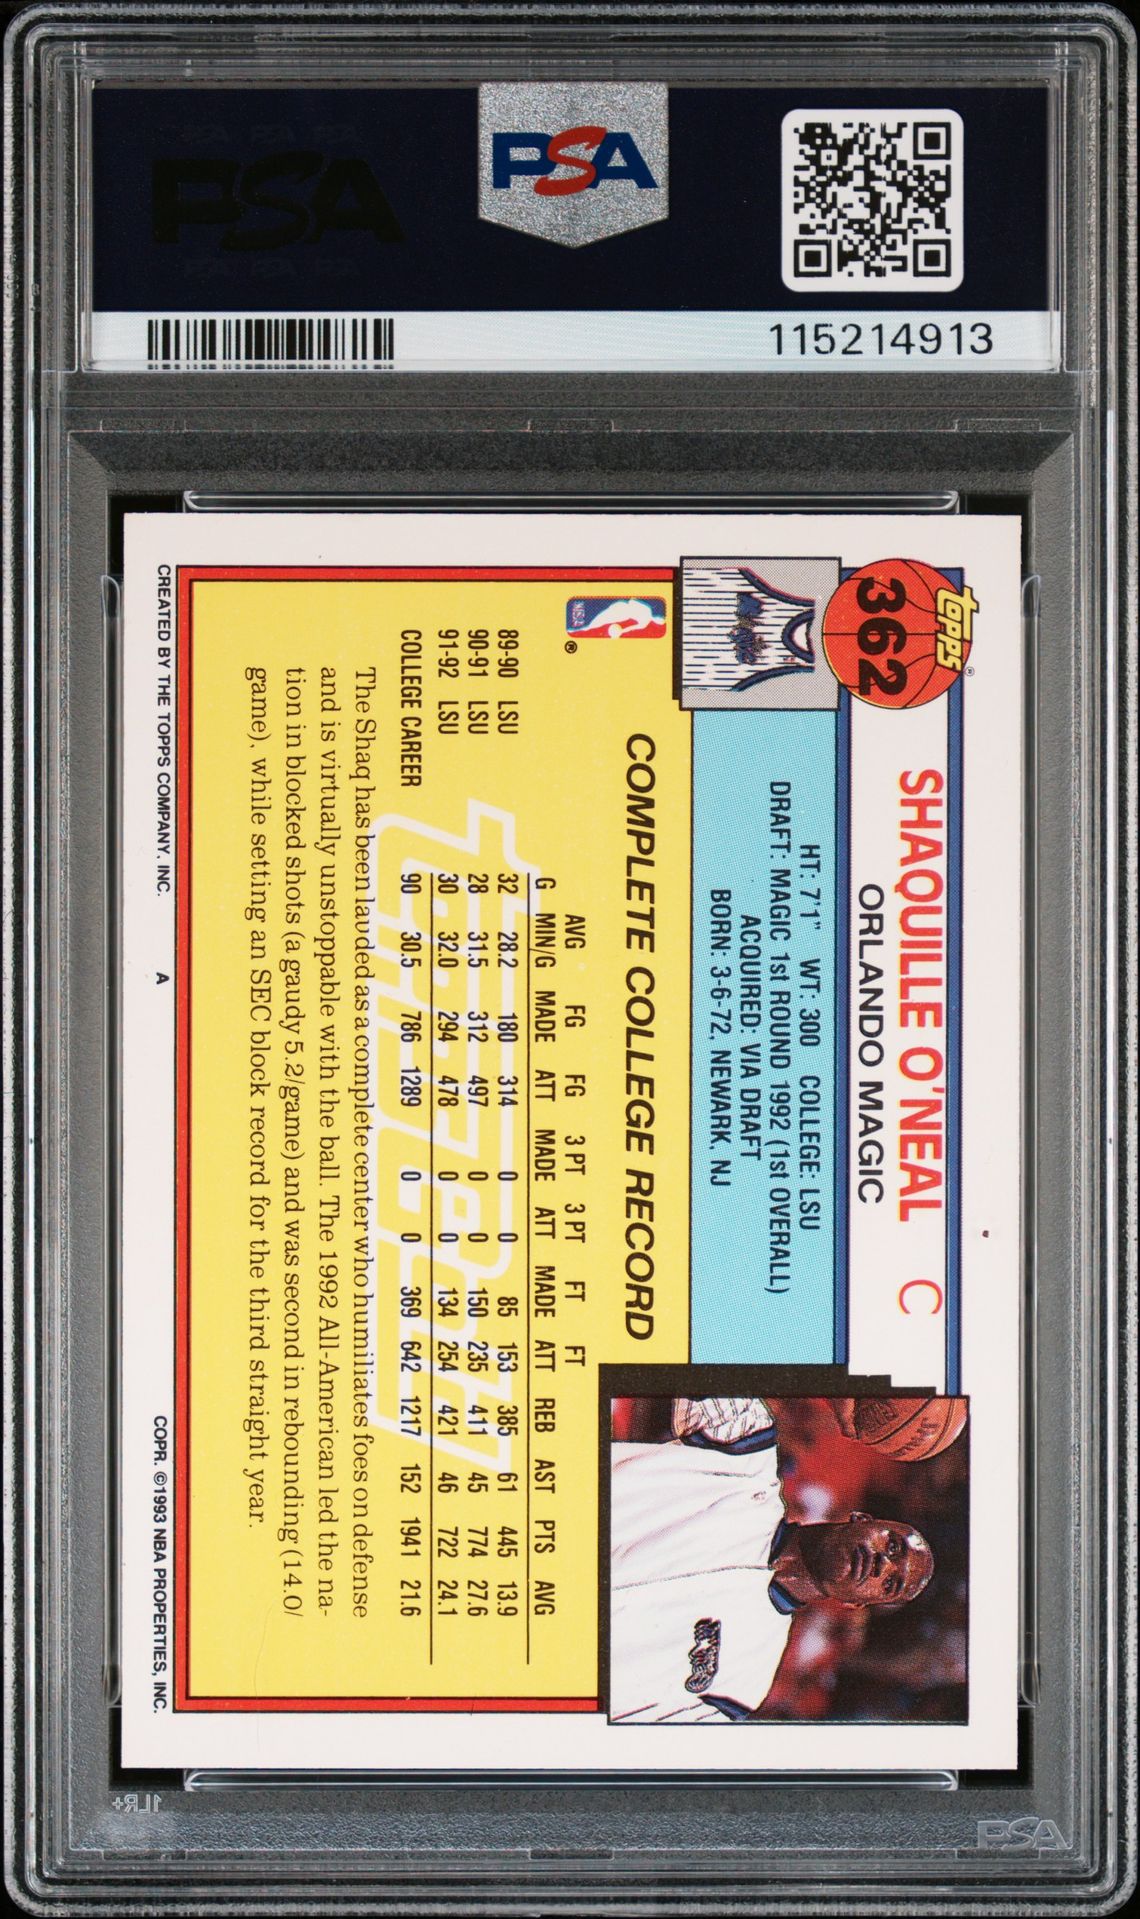 PSA
PSA
115214913
Topps®
362
SHAQUILLE O'NEAL C
ORLANDO MAGIC
HT: 7'1" WT: 300 COLLEGE: LSU
DRAFT: MAGIC 1st ROUND 1992 (1st OVERALL)
ACQUIRED: VIA DRAFT
BORN: 3-6-72, NEWARK, NJ
COMPLETE COLLEGE RECORD
NBA ®
AVG FG FG 3 PT 3 PT FT FT
G MIN/G MADE ATT MADE ATT MADE ATT REB AST PTS AVG
89-90 LSU 32 28.2 180 314 0 0 85 153 385 61 445 13.9
90-91 LSU 28 31.5 312 497 0 0 150 235 411 45 774 27.6
91-92 LSU 30 32.0 294 478 0 0 134 254 421 46 722 24.1
COLLEGE CAREER 90 30.5 786 1289 0 0 369 642 1217 152 1941 21.6
The Shaq has been lauded as a complete center who humiliates foes on defense
and is virtually unstoppable with the ball. The 1992 All-American led the na-
tion in blocked shots (a gaudy 5.2/game) and was second in rebounding (14.0/
game), while setting an SEC block record for the third straight year.
CREATED BY THE TOPPS COMPANY, INC. A COPR. ©1993 NBA PROPERTIES, INC.
1LR+
PSA